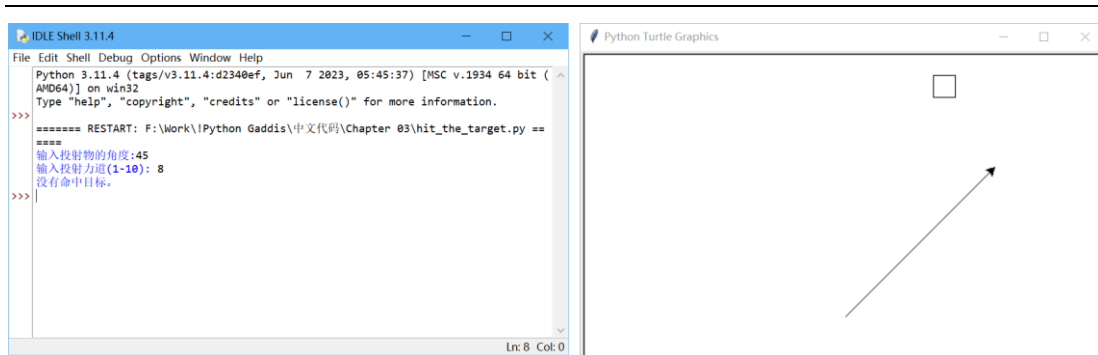 IDLE Shell 3.11.4
File Edit Shell Debug Options Window Help
Python 3.11.4 (tags/v3.11.4:d2340ef, Jun  7 2023, 05:45:37) [MSC v.1934 64 bit (
AMD64)] on win32
Type "help", "copyright", "credits" or "license()" for more information.
>>>
======= RESTART: F:\Work\!Python Gaddis\中文代码\Chapter 03\hit_the_target.py ==
====
输入投射物的角度:45
输入投射力道(1-10): 8
没有命中目标。
>>>
Ln: 8 Col: 0
Python Turtle Graphics